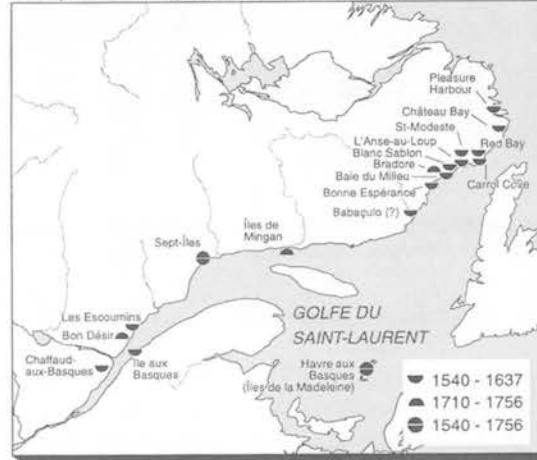 Pleasure
Harbour
Château Bay
St-Modeste
L'Anse-au-Loup
Red Bay
Blanc Sablon
Bradore
Baie du Milieu
Carrol Cove
Bonne Espérance
Babaçulo (?)
Îles de
Mingan
Sept-Îles
Les Escoumins
Bon Désir
Chaffaud-
aux-Basques
Île aux
Basques
GOLFE DU
SAINT-LAURENT
Havre aux
Basques
(Îles de la Madeleine)
1540 - 1637
1710 - 1756
1540 - 1756